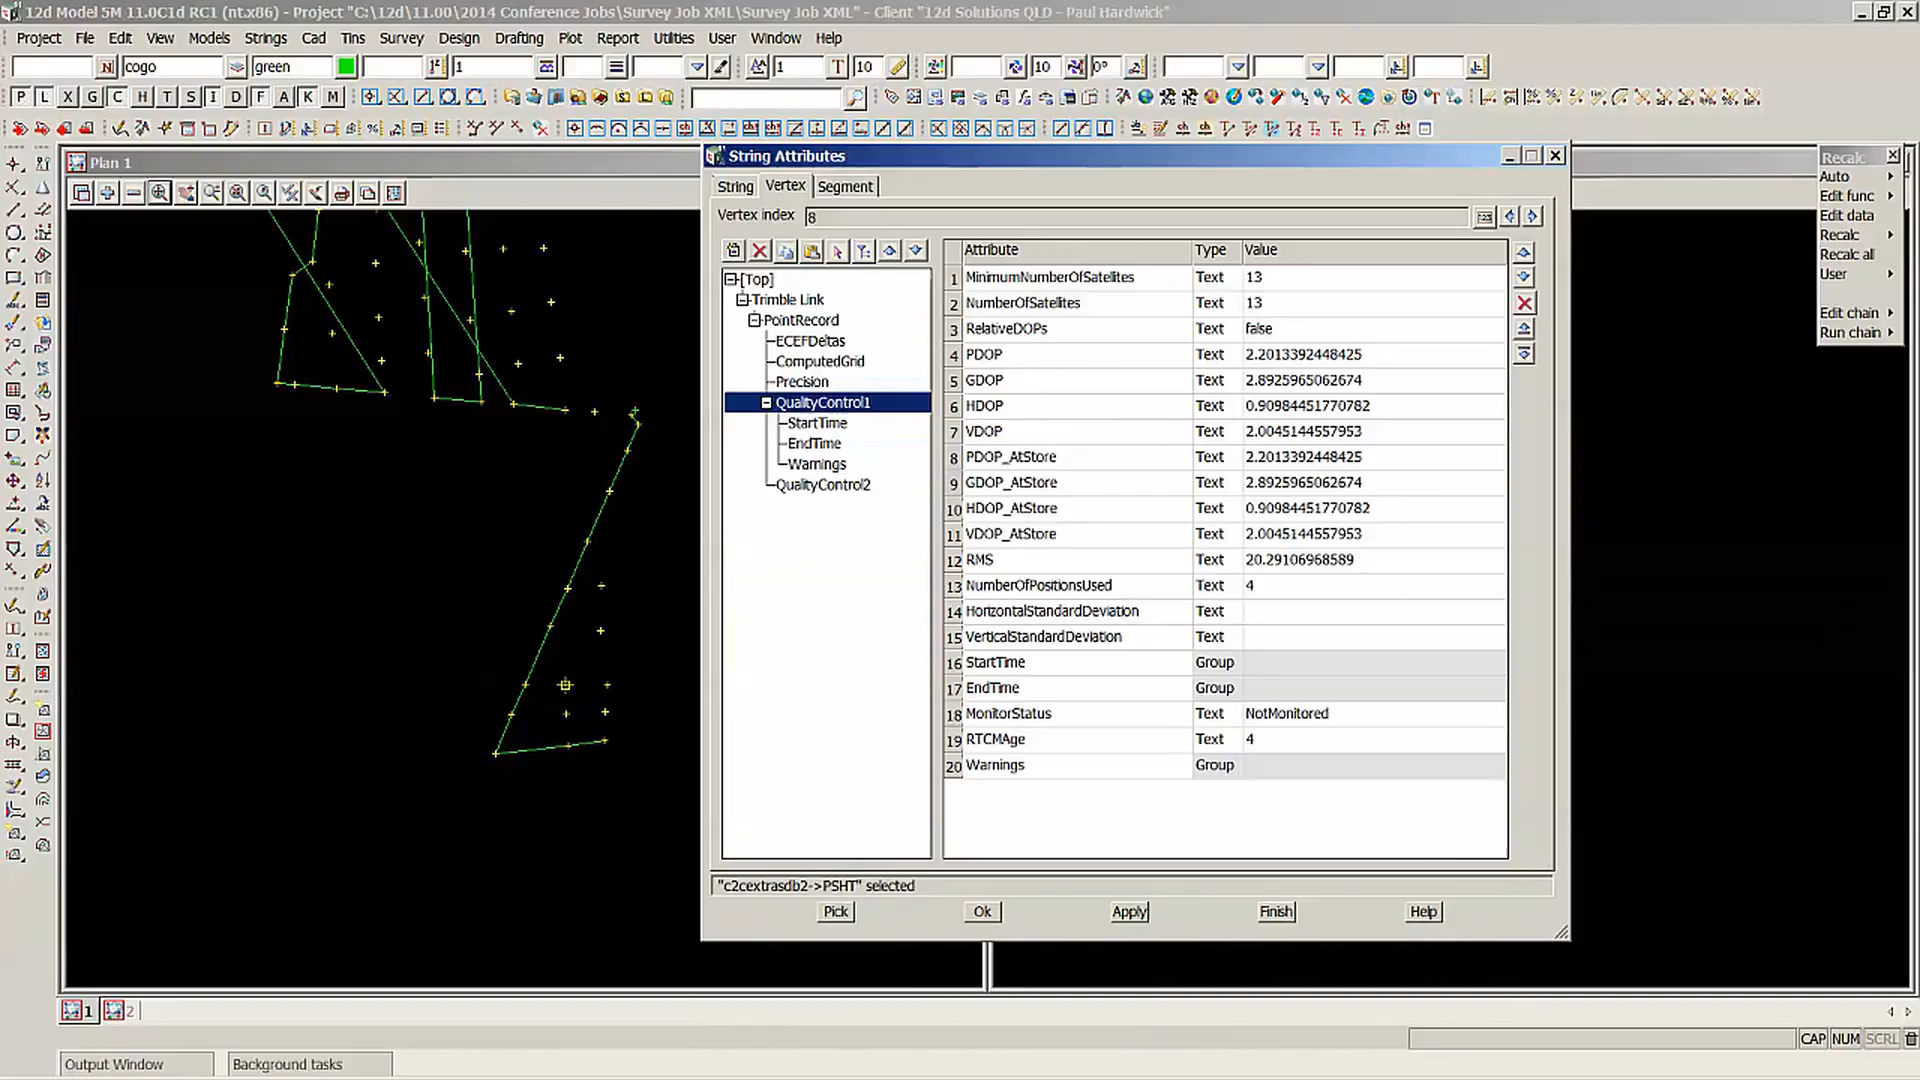 12d Model 5M 11.0C1d RC1 (nt.x86) - Project "C:\12d\11.00\2014 Conference Jobs\Survey Job XML\Survey Job XML" - Client "12d Solutions QLD - Paul Hardwick"
Project File Edit View Models Strings Cad Tins Survey Design Drafting Plot Report Utilities User Window Help
cogo green 1 1 T 10 10 0°
P L X G C H T S I D F A K M
Plan 1
String Attributes
String Vertex Segment
Vertex index 8
[Top]
Trimble Link
PointRecord
ECEFDeltas
ComputedGrid
Precision
QualityControl1
StartTime
EndTime
Warnings
QualityControl2
Attribute Type Value
1 MinimumNumberOfSatellites Text 13
2 NumberOfSatellites Text 13
3 RelativeDOPs Text false
4 PDOP Text 2.2013392448425
5 GDOP Text 2.8925965062674
6 HDOP Text 0.90984451770782
7 VDOP Text 2.0045144557953
8 PDOP_AtStore Text 2.2013392448425
9 GDOP_AtStore Text 2.8925965062674
10 HDOP_AtStore Text 0.90984451770782
11 VDOP_AtStore Text 2.0045144557953
12 RMS Text 20.29106968589
13 NumberOfPositionsUsed Text 4
14 HorizontalStandardDeviation Text
15 VerticalStandardDeviation Text
16 StartTime Group
17 EndTime Group
18 MonitorStatus Text NotMonitored
19 RTCMAge Text 4
20 Warnings Group
"c2cextrasdb2->PSHT" selected
Pick Ok Apply Finish Help
Recalc
Auto
Edit func
Edit data
Recalc
Recalc all
User
Edit chain
Run chain
1 2
CAP NUM SCRL
Output Window Background tasks